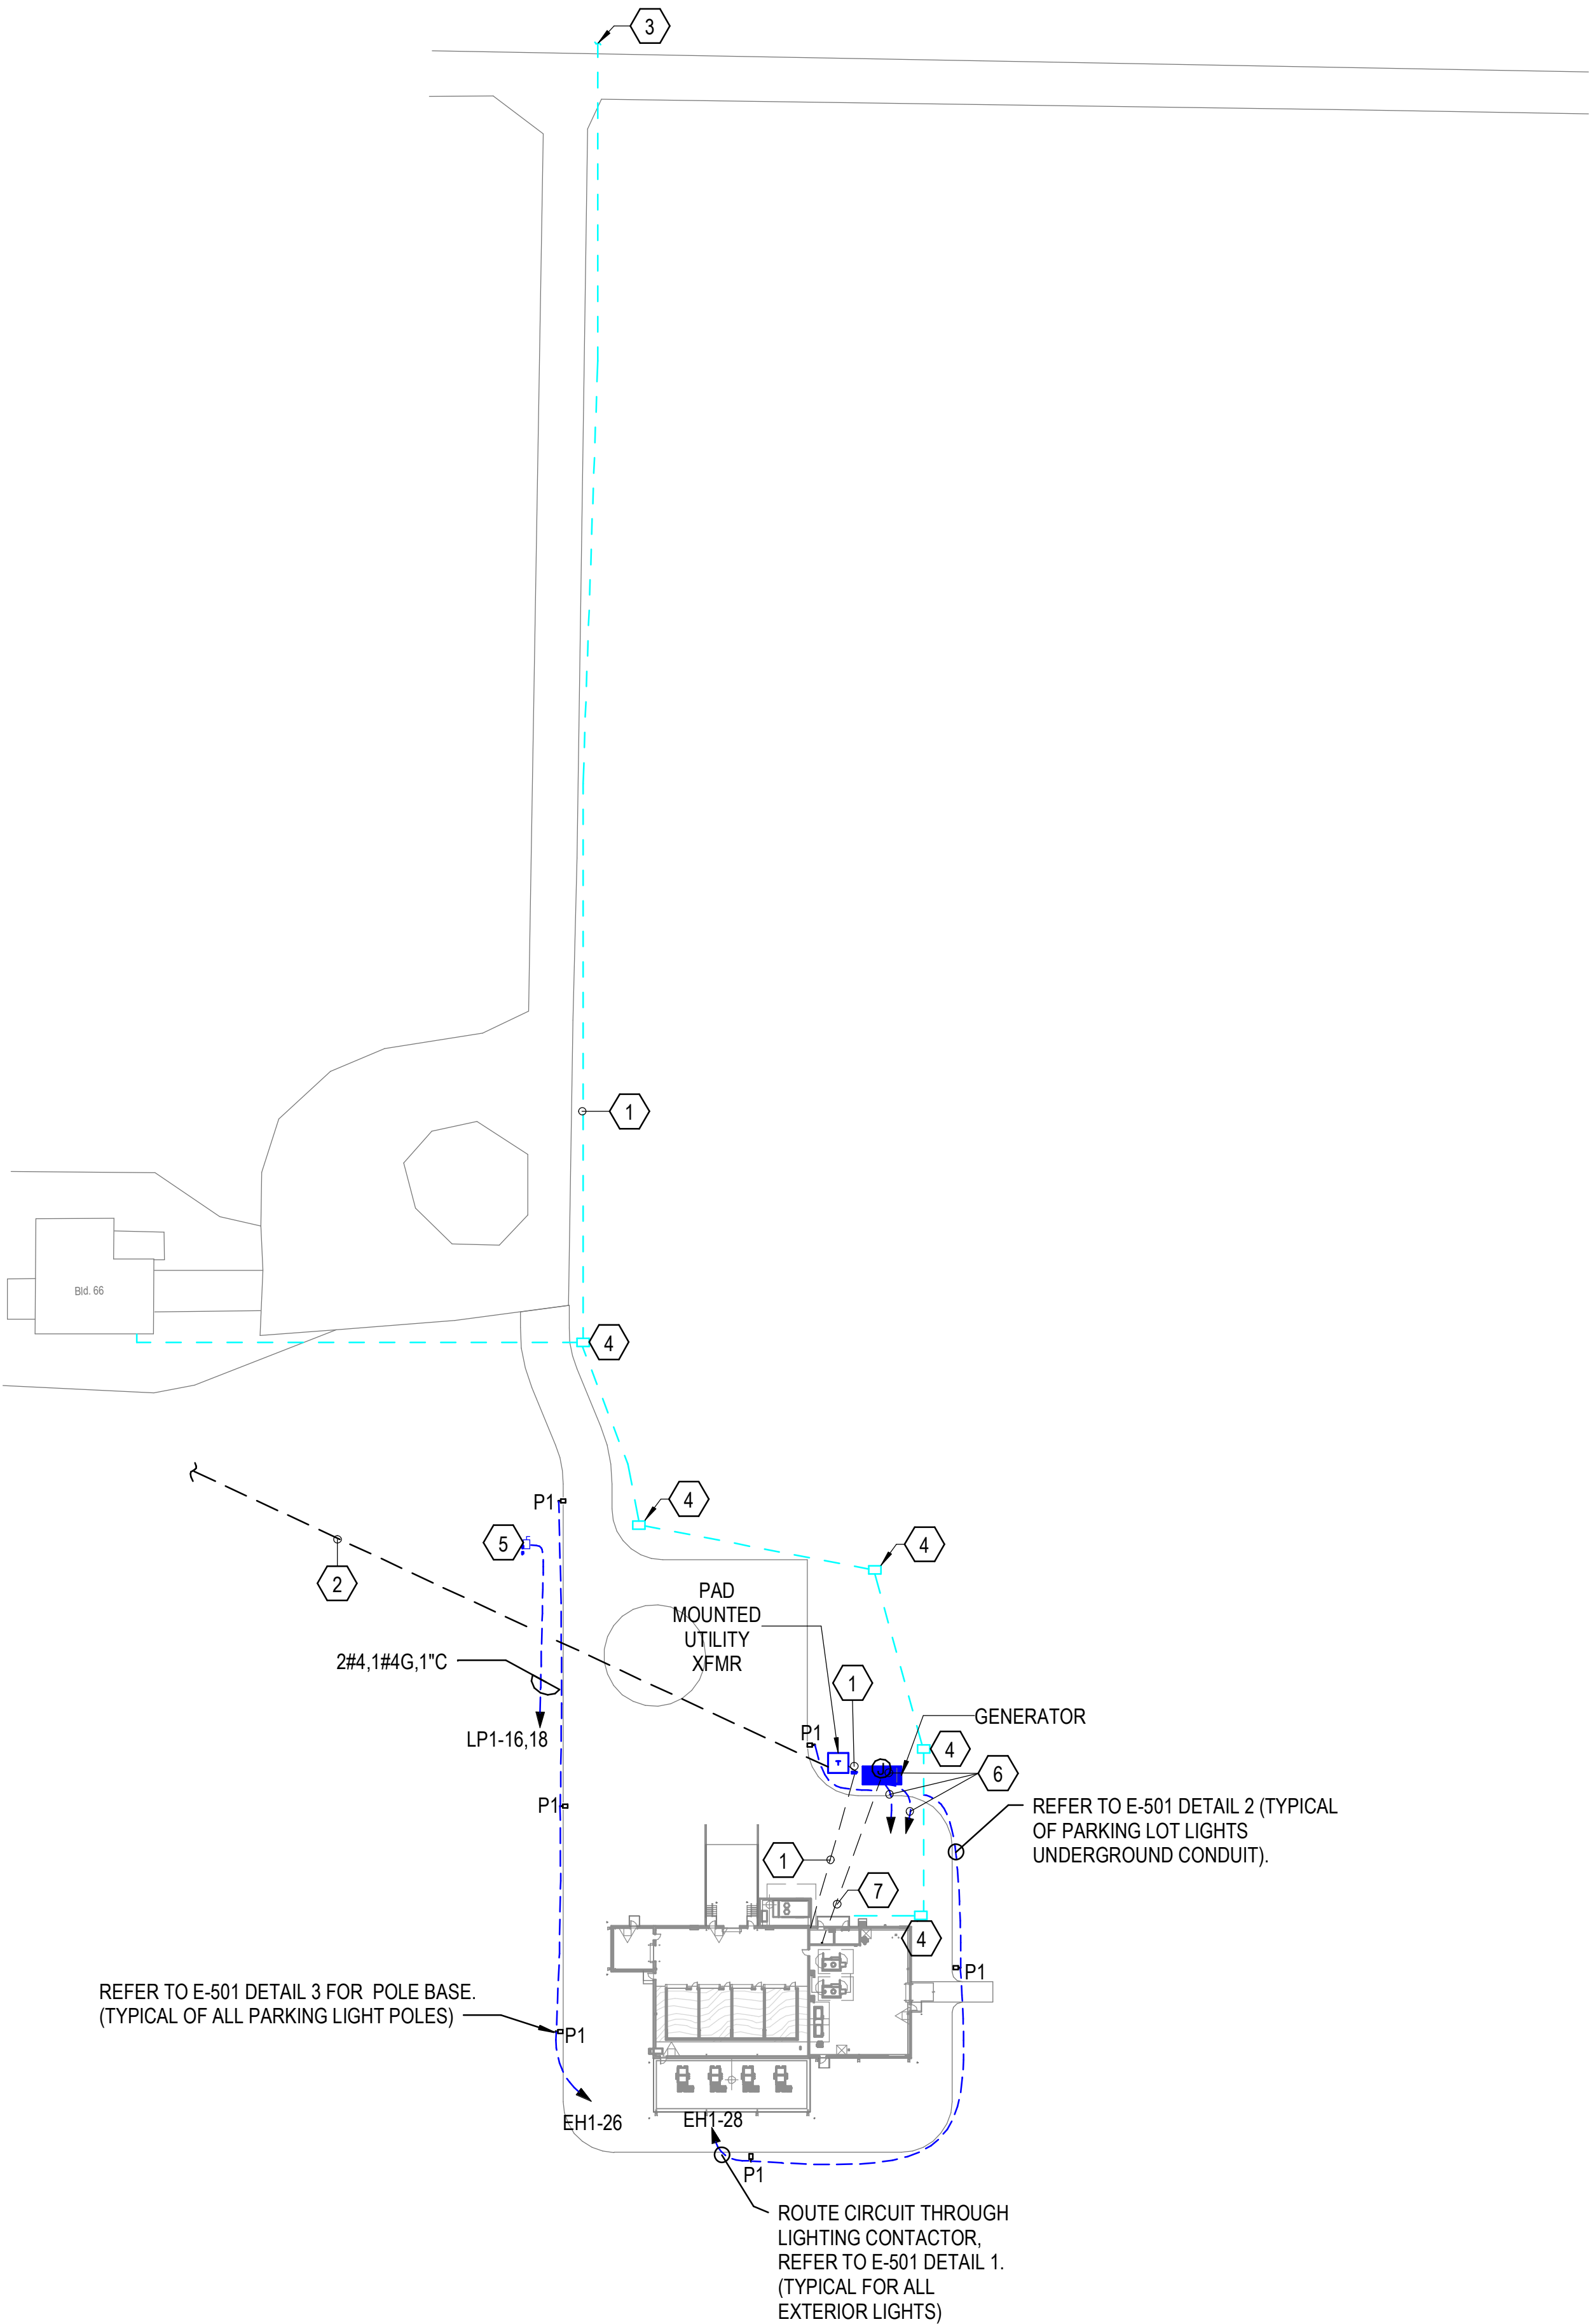 3
1
Bld. 66
4
4
P1
5
4
2
PAD
MOUNTED
UTILITY
XFMR
2#4,1#4G,1"C
1
GENERATOR
LP1-16,18
P1
4
6
P1
REFER TO E-501 DETAIL 2 (TYPICAL
OF PARKING LOT LIGHTS
UNDERGROUND CONDUIT).
1
7
4
P1
REFER TO E-501 DETAIL 3 FOR POLE BASE.
(TYPICAL OF ALL PARKING LIGHT POLES)
P1
EH1-26
EH1-28
P1
ROUTE CIRCUIT THROUGH
LIGHTING CONTACTOR,
REFER TO E-501 DETAIL 1.
(TYPICAL FOR ALL
EXTERIOR LIGHTS)